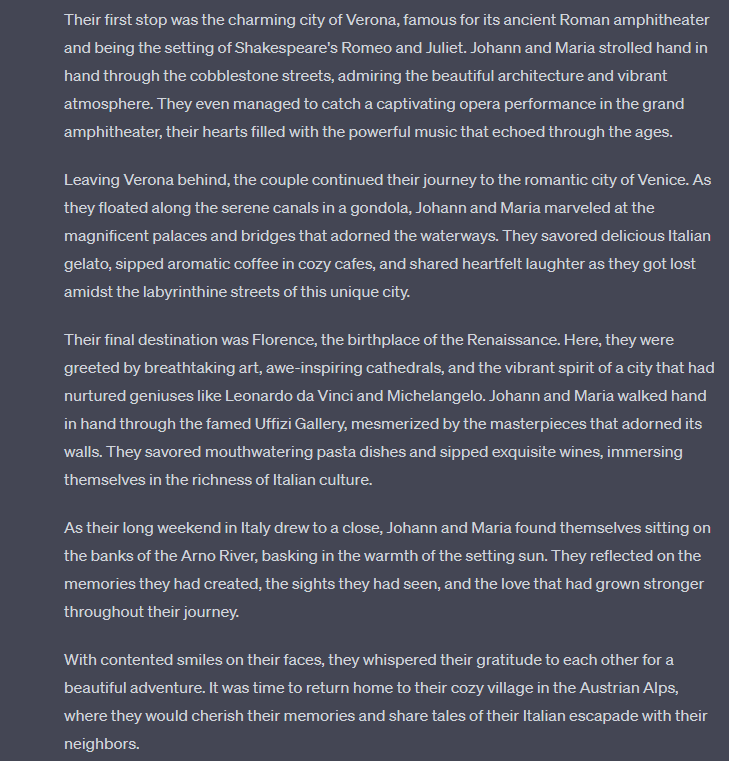 Their first stop was the charming city of Verona, famous for its ancient Roman amphitheater
and being the setting of Shakespeare's Romeo and Juliet. Johann and Maria strolled hand in
hand through the cobblestone streets, admiring the beautiful architecture and vibrant
atmosphere. They even managed to catch a captivating opera performance in the grand
amphitheater, their hearts filled with the powerful music that echoed through the ages.
Leaving Verona behind, the couple continued their journey to the romantic city of Venice. As
they floated along the serene canals in a gondola, Johann and Maria marveled at the
magnificent palaces and bridges that adorned the waterways. They savored delicious Italian
gelato, sipped aromatic coffee in cozy cafes, and shared heartfelt laughter as they got lost
amidst the labyrinthine streets of this unique city.
Their final destination was Florence, the birthplace of the Renaissance. Here, they were
greeted by breathtaking art, awe-inspiring cathedrals, and the vibrant spirit of a city that had
nurtured geniuses like Leonardo da Vinci and Michelangelo. Johann and Maria walked hand
in hand through the famed Uffizi Gallery, mesmerized by the masterpieces that adorned its
walls. They savored mouthwatering pasta dishes and sipped exquisite wines, immersing
themselves in the richness of Italian culture.
As their long weekend in Italy drew to a close, Johann and Maria found themselves sitting on
the banks of the Arno River, basking in the warmth of the setting sun. They reflected on the
memories they had created, the sights they had seen, and the love that had grown stronger
throughout their journey.
With contented smiles on their faces, they whispered their gratitude to each other for a
beautiful adventure. It was time to return home to their cozy village in the Austrian Alps,
where they would cherish their memories and share tales of their Italian escapade with their
neighbors.